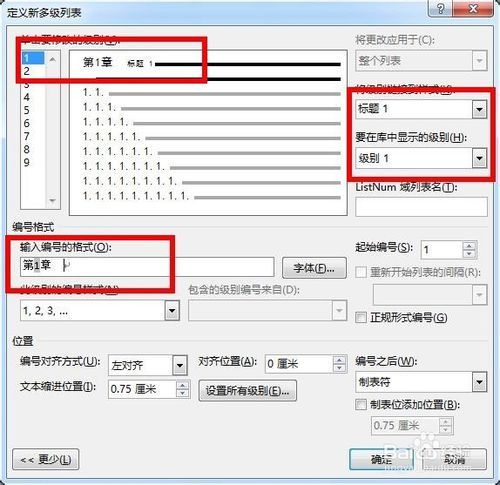 定义新多级列表
单击要修改的级别(V):
将更改应用于(C):
1
2
3
4
5
6
7
8
9
第1章 标题 1
1.1.
1.1.1.
1.1.1.1.
1.1.1.1.1.
1.1.1.1.1.1.
1.1.1.1.1.1.1.
1.1.1.1.1.1.1.1.
1.1.1.1.1.1.1.1.1.
整个列表
将级别链接到样式(K):
标题 1
要在库中显示的级别(H):
级别 1
ListNum 域列表名(T):
编号格式
输入编号的格式(O):
第1章
字体(F)...
起始编号(S): 1
重新开始列表的间隔(R):
此级别的编号样式(N):
包含的级别编号来自(D):
1, 2, 3, ...
正规形式编号(G)
位置
编号对齐方式(U): 左对齐
对齐位置(A): 0 厘米
文本缩进位置(I): 0.75 厘米
设置所有级别(E)...
编号之后(W):
制表符
制表位添加位置(B):
0.75 厘米
<< 更少(L)
确定
取消
Baidu经验
jingyan.baidu.com